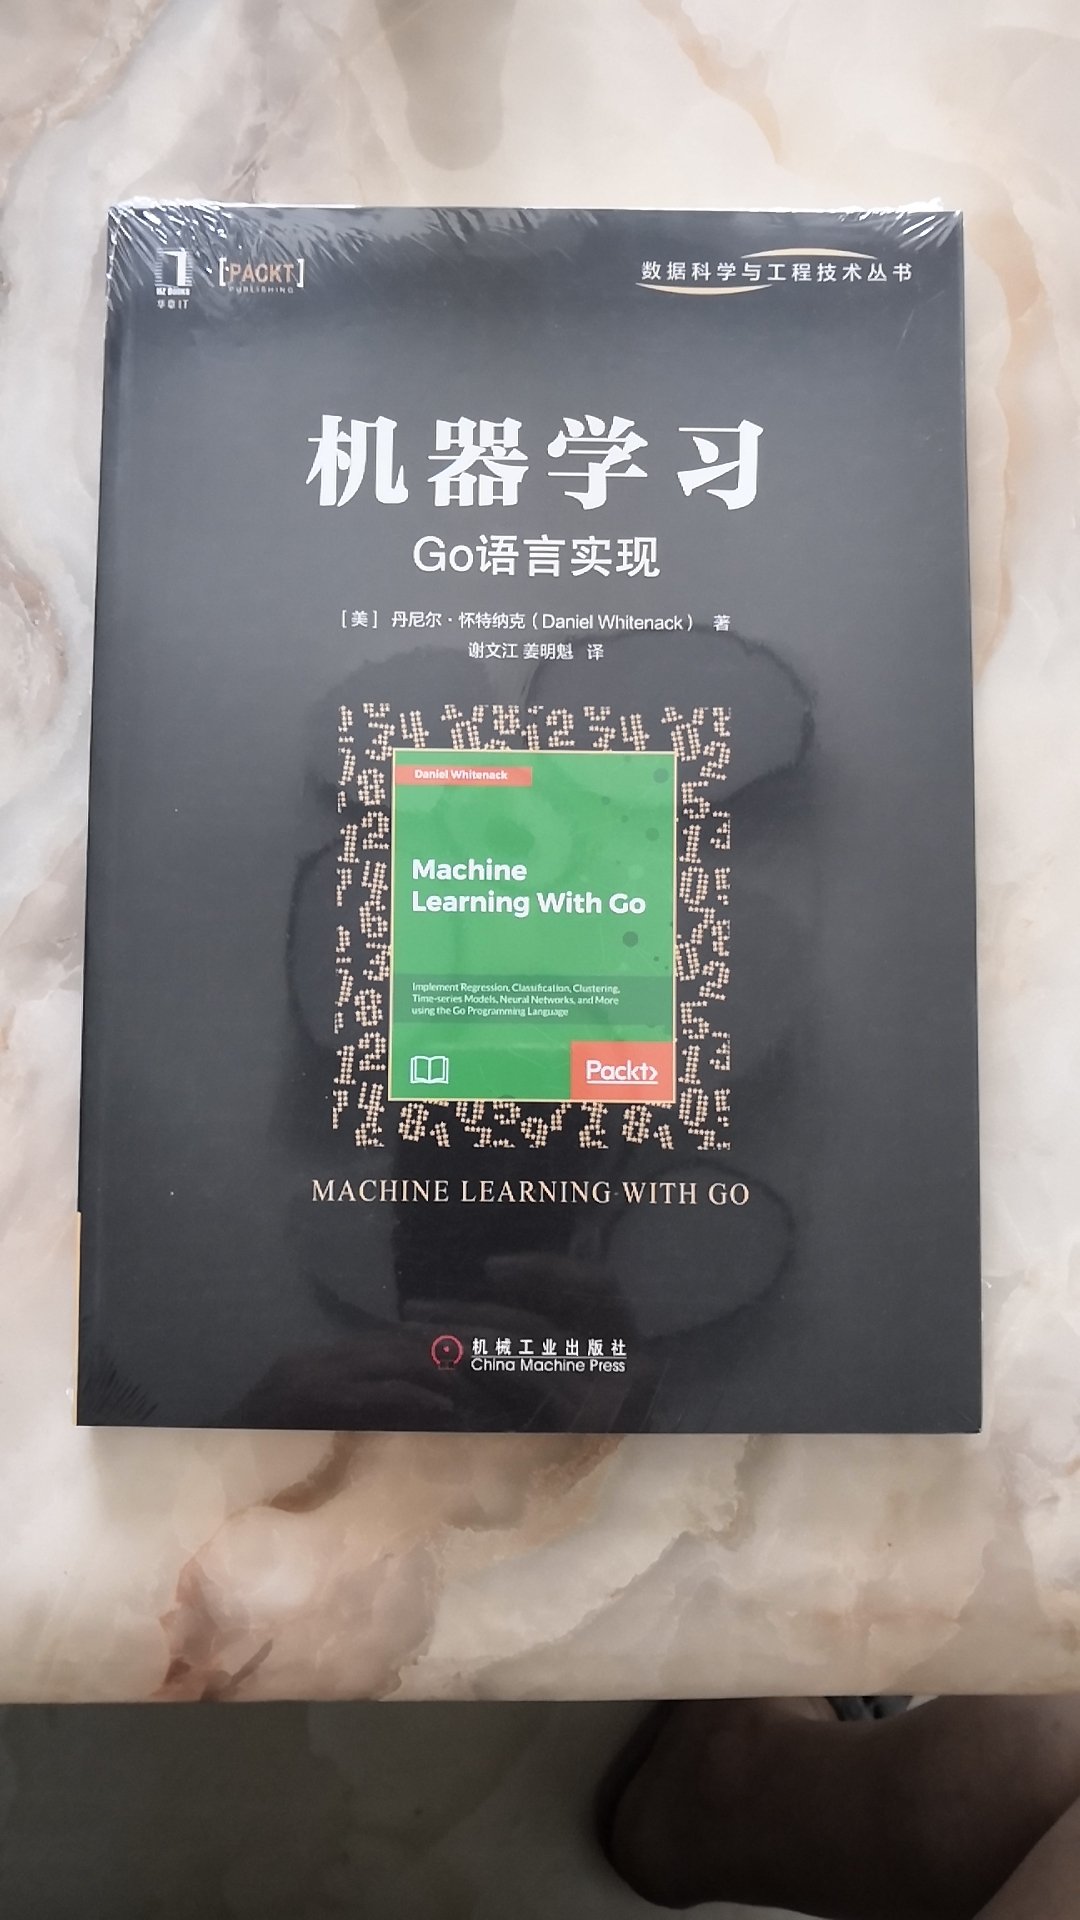 HZ Books
华章IT
[PACKT]
PUBLISHING
数据科学与工程技术丛书
机器学习
Go语言实现
[美] 丹尼尔·怀特纳克（Daniel Whitenack） 著
谢文江 姜明魁 译
Daniel Whitenack
Machine
Learning With Go
Implement Regression, Classification, Clustering,
Time-series Models, Neural Networks, and More
using the Go Programming Language
Packt>
MACHINE LEARNING WITH GO
机械工业出版社
China Machine Press